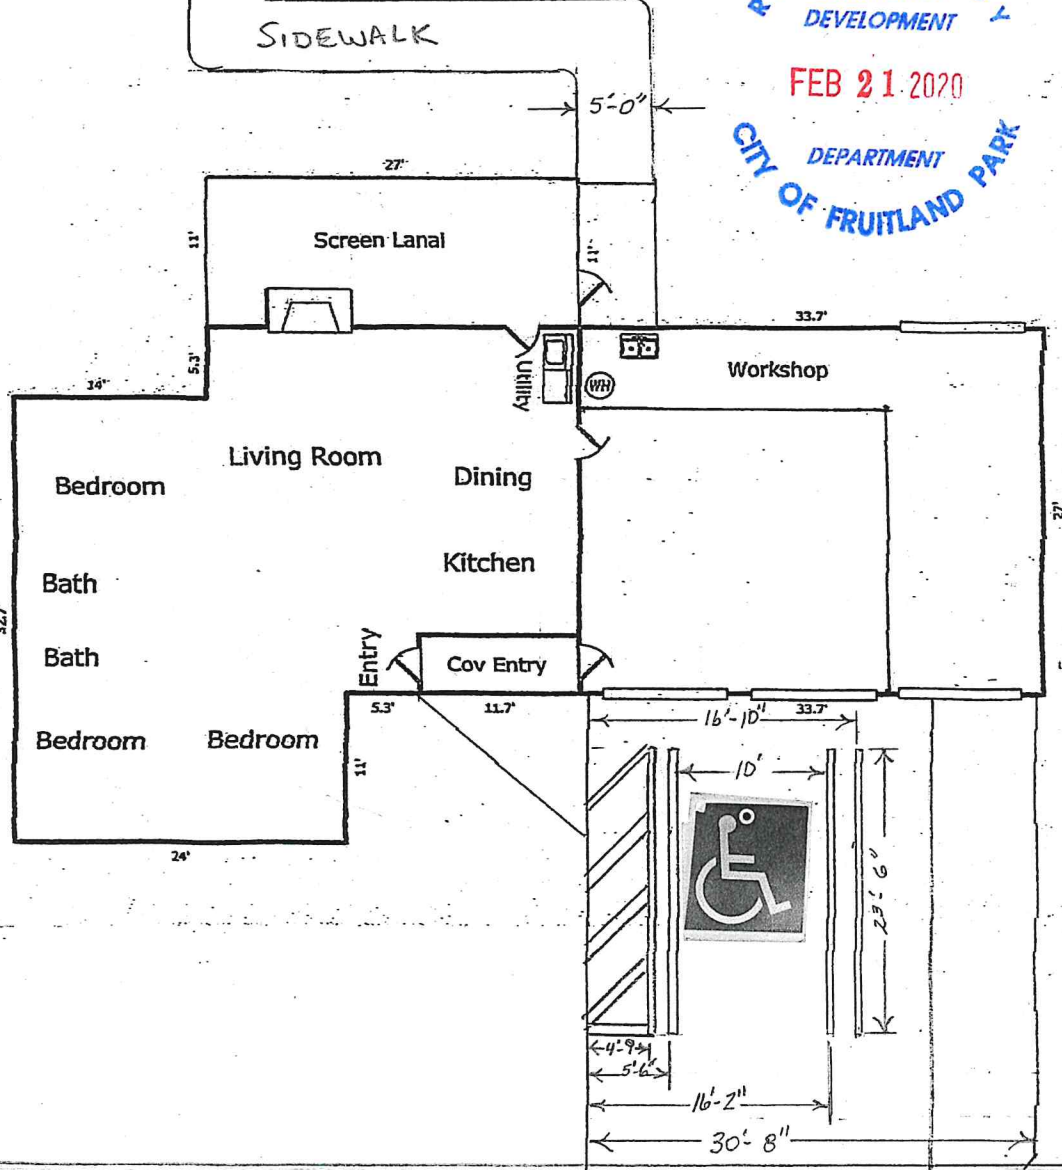 SIDEWALK
DEVELOPMENT
FEB 21 2020
DEPARTMENT
CITY OF FRUITLAND PARK
5'-0"
27'
11'
Screen Lanai
11'
33.7'
5.3'
Utility
WH
Workshop
14'
Living Room
Dining
Bedroom
27'
Kitchen
Bath
32.7
Bath
Entry
Cov Entry
5.3'
11.7'
33.7'
16'-10"
Bedroom
Bedroom
11'
10'
24'
23'-6"
4'-9
5'-6"
16'-2"
30'-8"